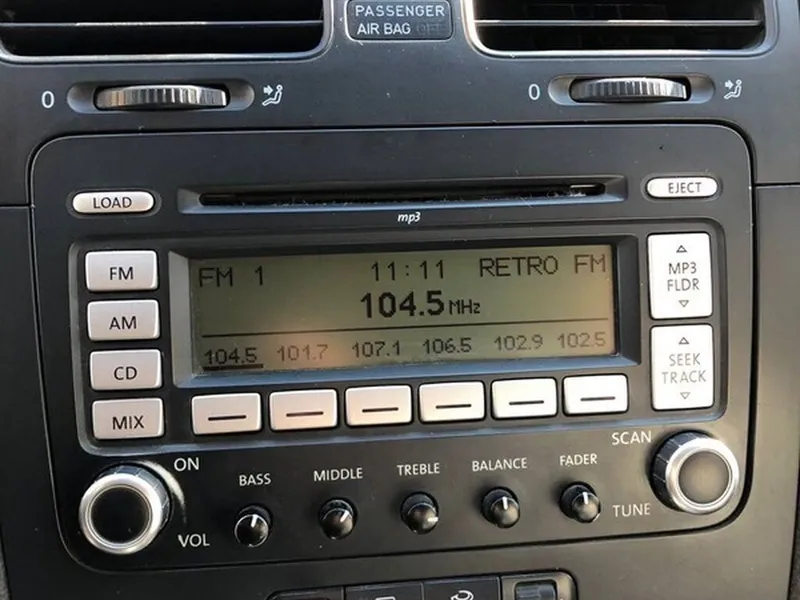 PASSENGER
AIR BAG OFF
0 0
LOAD EJECT
mp3
FM 1 11:11 RETRO FM
104.5 MHz
104.5 101.7 107.1 106.5 102.9 102.5
FM
AM
CD
MIX
MP3
FLDR
SEEK
TRACK
ON BASS MIDDLE TREBLE BALANCE FADER SCAN
VOL TUNE